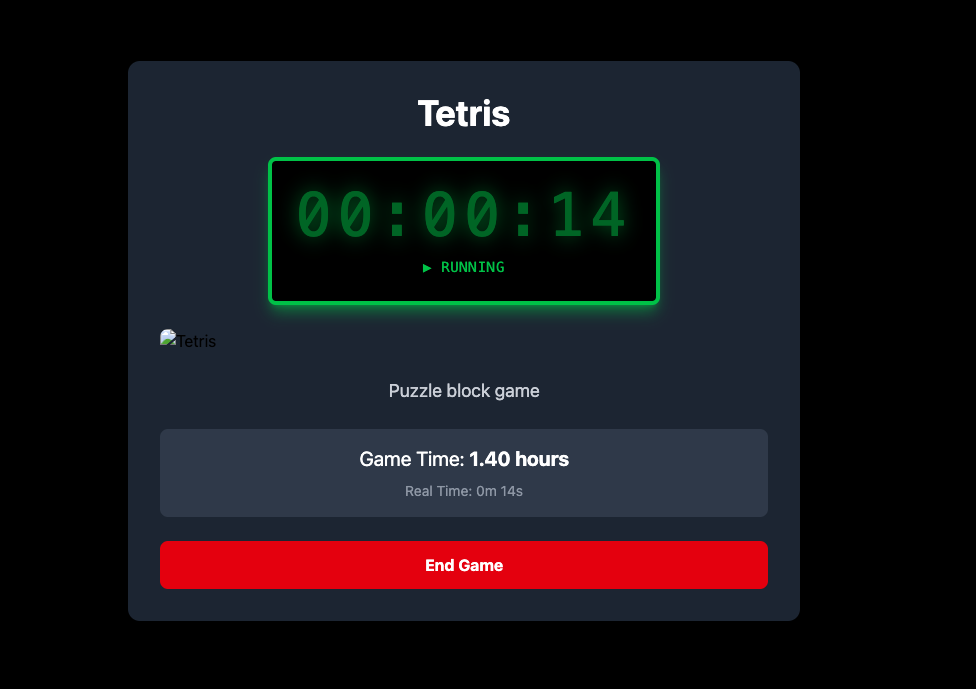 Tetris
00:00:14
▶ RUNNING
Tetris
Puzzle block game
Game Time: 1.40 hours
Real Time: 0m 14s
End Game